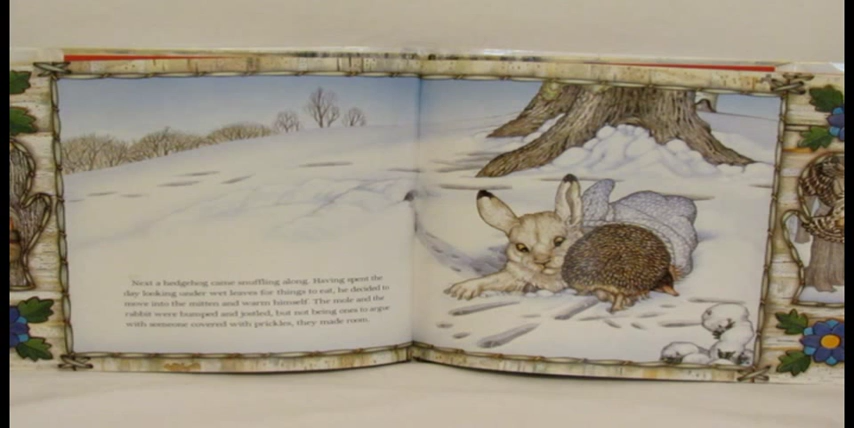 Next a hedgehog came snuffling along. Having spent the
day looking under wet leaves for things to eat, he decided to
move into the mitten and warm himself. The mole and the
rabbit were bumped and jostled, but not being ones to argue
with someone covered with prickles, they made room.